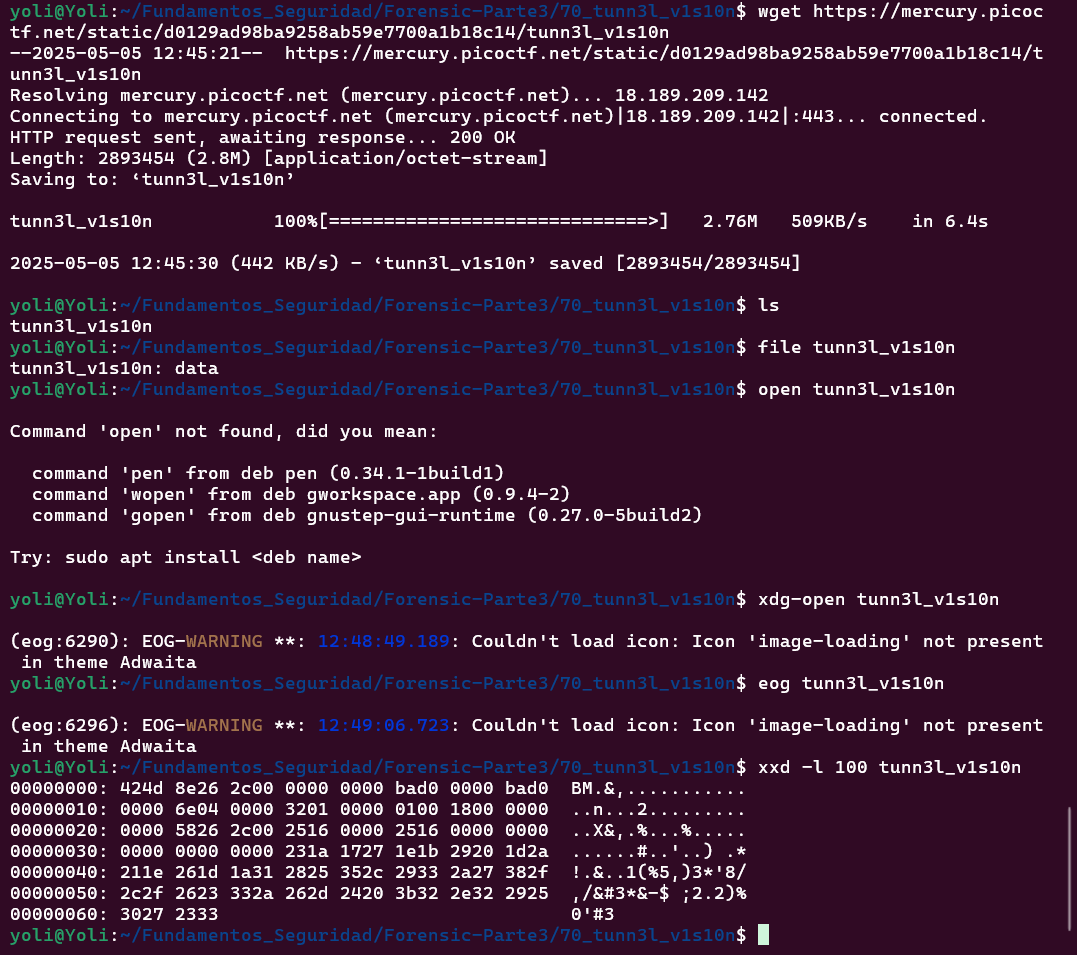 yoli@Yoli:~/Fundamentos_Seguridad/Forensic-Parte3/70_tunn3l_v1s10n$ wget https://mercury.picoc
tf.net/static/d0129ad98ba9258ab59e7700a1b18c14/tunn3l_v1s10n
--2025-05-05 12:45:21--  https://mercury.picoctf.net/static/d0129ad98ba9258ab59e7700a1b18c14/t
unn3l_v1s10n
Resolving mercury.picoctf.net (mercury.picoctf.net)... 18.189.209.142
Connecting to mercury.picoctf.net (mercury.picoctf.net)|18.189.209.142|:443... connected.
HTTP request sent, awaiting response... 200 OK
Length: 2893454 (2.8M) [application/octet-stream]
Saving to: ‘tunn3l_v1s10n’
tunn3l_v1s10n           100%[=============================>]   2.76M   509KB/s    in 6.4s
2025-05-05 12:45:30 (442 KB/s) - ‘tunn3l_v1s10n’ saved [2893454/2893454]
yoli@Yoli:~/Fundamentos_Seguridad/Forensic-Parte3/70_tunn3l_v1s10n$ ls
tunn3l_v1s10n
yoli@Yoli:~/Fundamentos_Seguridad/Forensic-Parte3/70_tunn3l_v1s10n$ file tunn3l_v1s10n
tunn3l_v1s10n: data
yoli@Yoli:~/Fundamentos_Seguridad/Forensic-Parte3/70_tunn3l_v1s10n$ open tunn3l_v1s10n
Command 'open' not found, did you mean:
  command 'pen' from deb pen (0.34.1-1build1)
  command 'wopen' from deb gworkspace.app (0.9.4-2)
  command 'gopen' from deb gnustep-gui-runtime (0.27.0-5build2)
Try: sudo apt install <deb name>
yoli@Yoli:~/Fundamentos_Seguridad/Forensic-Parte3/70_tunn3l_v1s10n$ xdg-open tunn3l_v1s10n
(eog:6290): EOG-WARNING **: 12:48:49.189: Couldn't load icon: Icon 'image-loading' not present
 in theme Adwaita
yoli@Yoli:~/Fundamentos_Seguridad/Forensic-Parte3/70_tunn3l_v1s10n$ eog tunn3l_v1s10n
(eog:6296): EOG-WARNING **: 12:49:06.723: Couldn't load icon: Icon 'image-loading' not present
 in theme Adwaita
yoli@Yoli:~/Fundamentos_Seguridad/Forensic-Parte3/70_tunn3l_v1s10n$ xxd -l 100 tunn3l_v1s10n
00000000: 424d 8e26 2c00 0000 0000 bad0 0000 bad0  BM.&,...........
00000010: 0000 6e04 0000 3201 0000 0100 1800 0000  ..n...2.........
00000020: 0000 5826 2c00 2516 0000 2516 0000 0000  ..X&,.%...%.....
00000030: 0000 0000 0000 231a 1727 1e1b 2920 1d2a  ......#..'..) .*
00000040: 211e 261d 1a31 2825 352c 2933 2a27 382f  !.&..1(%5,)3*'8/
00000050: 2c2f 2623 332a 262d 2420 3b32 2e32 2925  ,/&#3*&-$ ;2.2)%
00000060: 3027 2333                                0'#3
yoli@Yoli:~/Fundamentos_Seguridad/Forensic-Parte3/70_tunn3l_v1s10n$